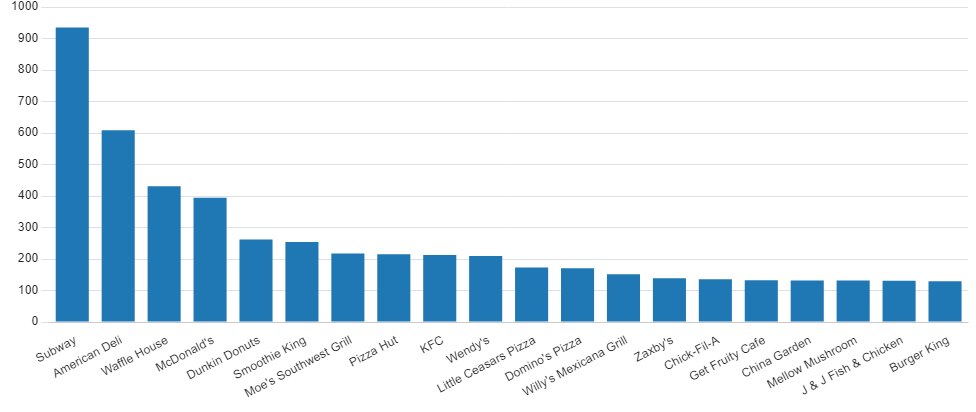 1000
900
800
700
600
500
400
300
200
100
0
Subway
American Deli
Waffle House
McDonald's
Dunkin Donuts
Smoothie King
Moe's Southwest Grill
Pizza Hut
KFC
Wendy's
Little Ceasars Pizza
Domino's Pizza
Willy's Mexicana Grill
Zaxby's
Chick-Fil-A
Get Fruity Cafe
China Garden
Mellow Mushroom
J & J Fish & Chicken
Burger King